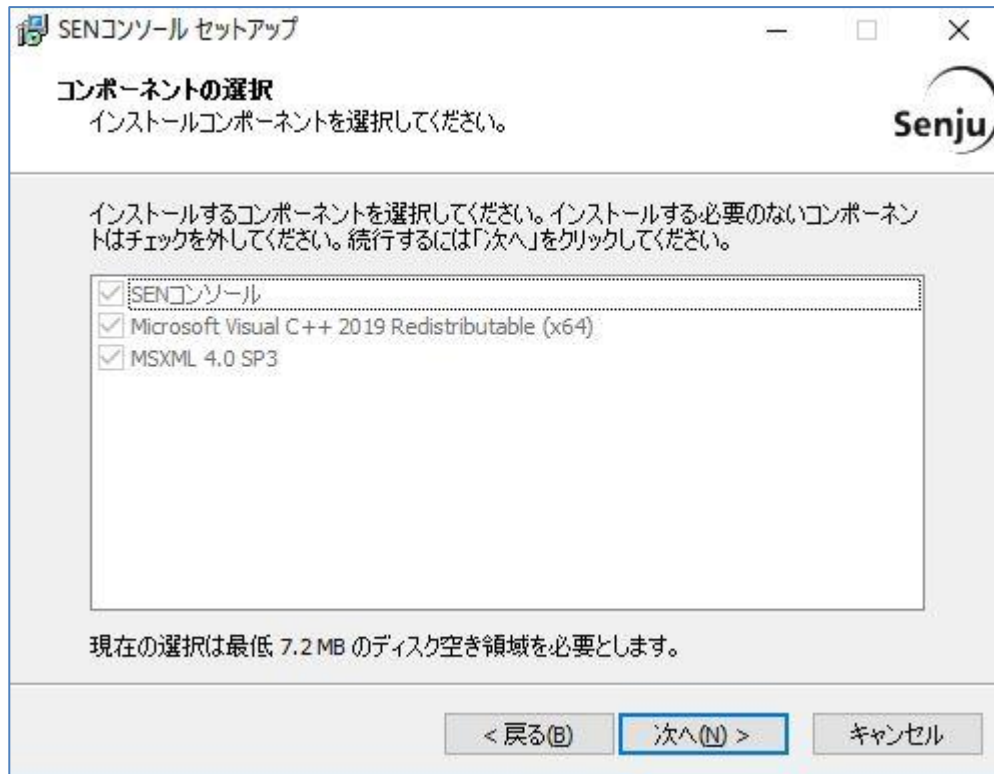 SENコンソール セットアップ
コンポーネントの選択
インストールコンポーネントを選択してください。
Senju
インストールするコンポーネントを選択してください。インストールする必要のないコンポーネン
トはチェックを外してください。続行するには「次へ」をクリックしてください。
SENコンソール
Microsoft Visual C++ 2019 Redistributable (x64)
MSXML 4.0 SP3
現在の選択は最低 7.2 MB のディスク空き領域を必要とします。
< 戻る(B)
次へ(N) >
キャンセル